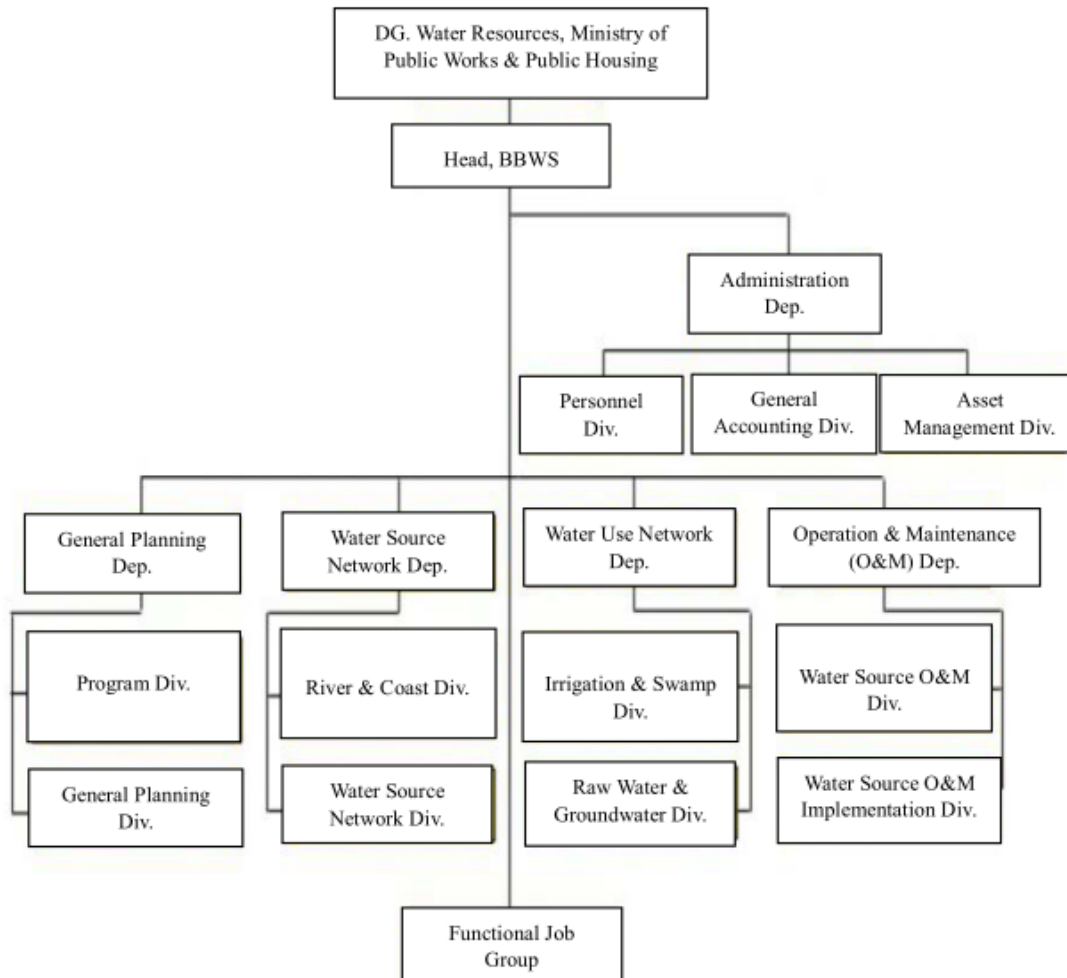 DG. Water Resources, Ministry of
Public Works & Public Housing
Head, BBWS
Administration
Dep.
Personnel
Div.
General
Accounting Div.
Asset
Management Div.
General Planning
Dep.
Water Source
Network Dep.
Water Use Network
Dep.
Operation & Maintenance
(O&M) Dep.
Program Div.
River & Coast Div.
Irrigation & Swamp
Div.
Water Source O&M
Div.
General Planning
Div.
Water Source
Network Div.
Raw Water &
Groundwater Div.
Water Source O&M
Implementation Div.
Functional Job
Group